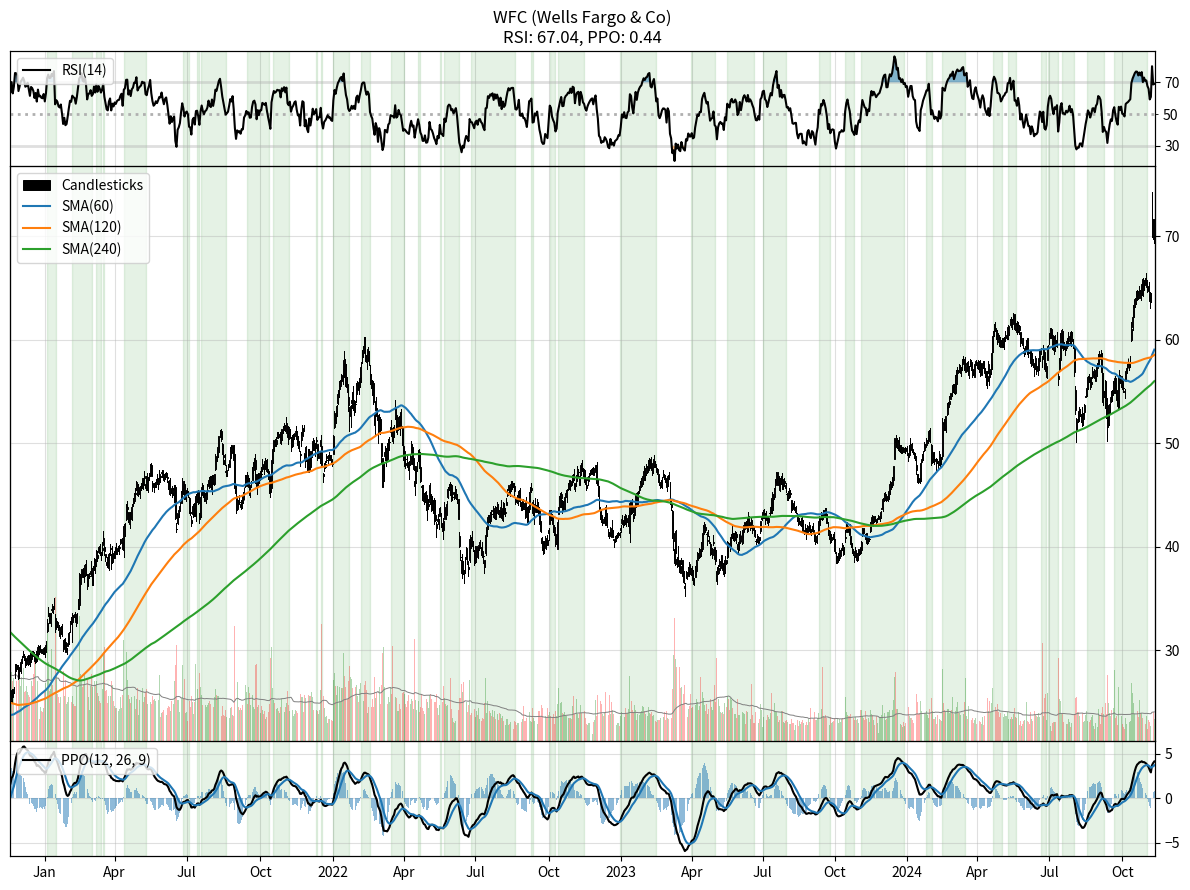 WFC (Wells Fargo & Co)
RSI: 67.04, PPO: 0.44
RSI(14)
70
50
30
Candlesticks
SMA(60)
SMA(120)
SMA(240)
70
60
50
40
30
PPO(12, 26, 9)
5
0
−5
Jan Apr Jul Oct 2022 Apr Jul Oct 2023 Apr Jul Oct 2024 Apr Jul Oct